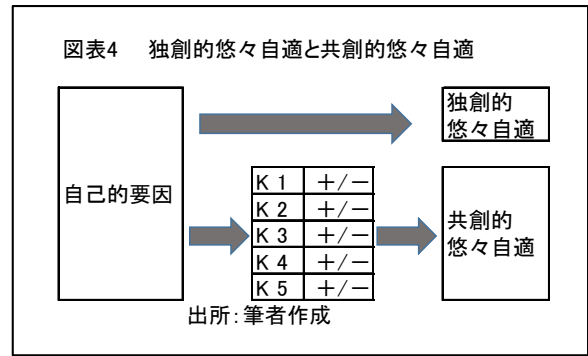 図表4　独創的悠々自適と共創的悠々自適
独創的
悠々自適
自己的要因
K 1　+/−
K 2　+/−
K 3　+/−
K 4　+/−
K 5　+/−
共創的
悠々自適
出所:筆者作成